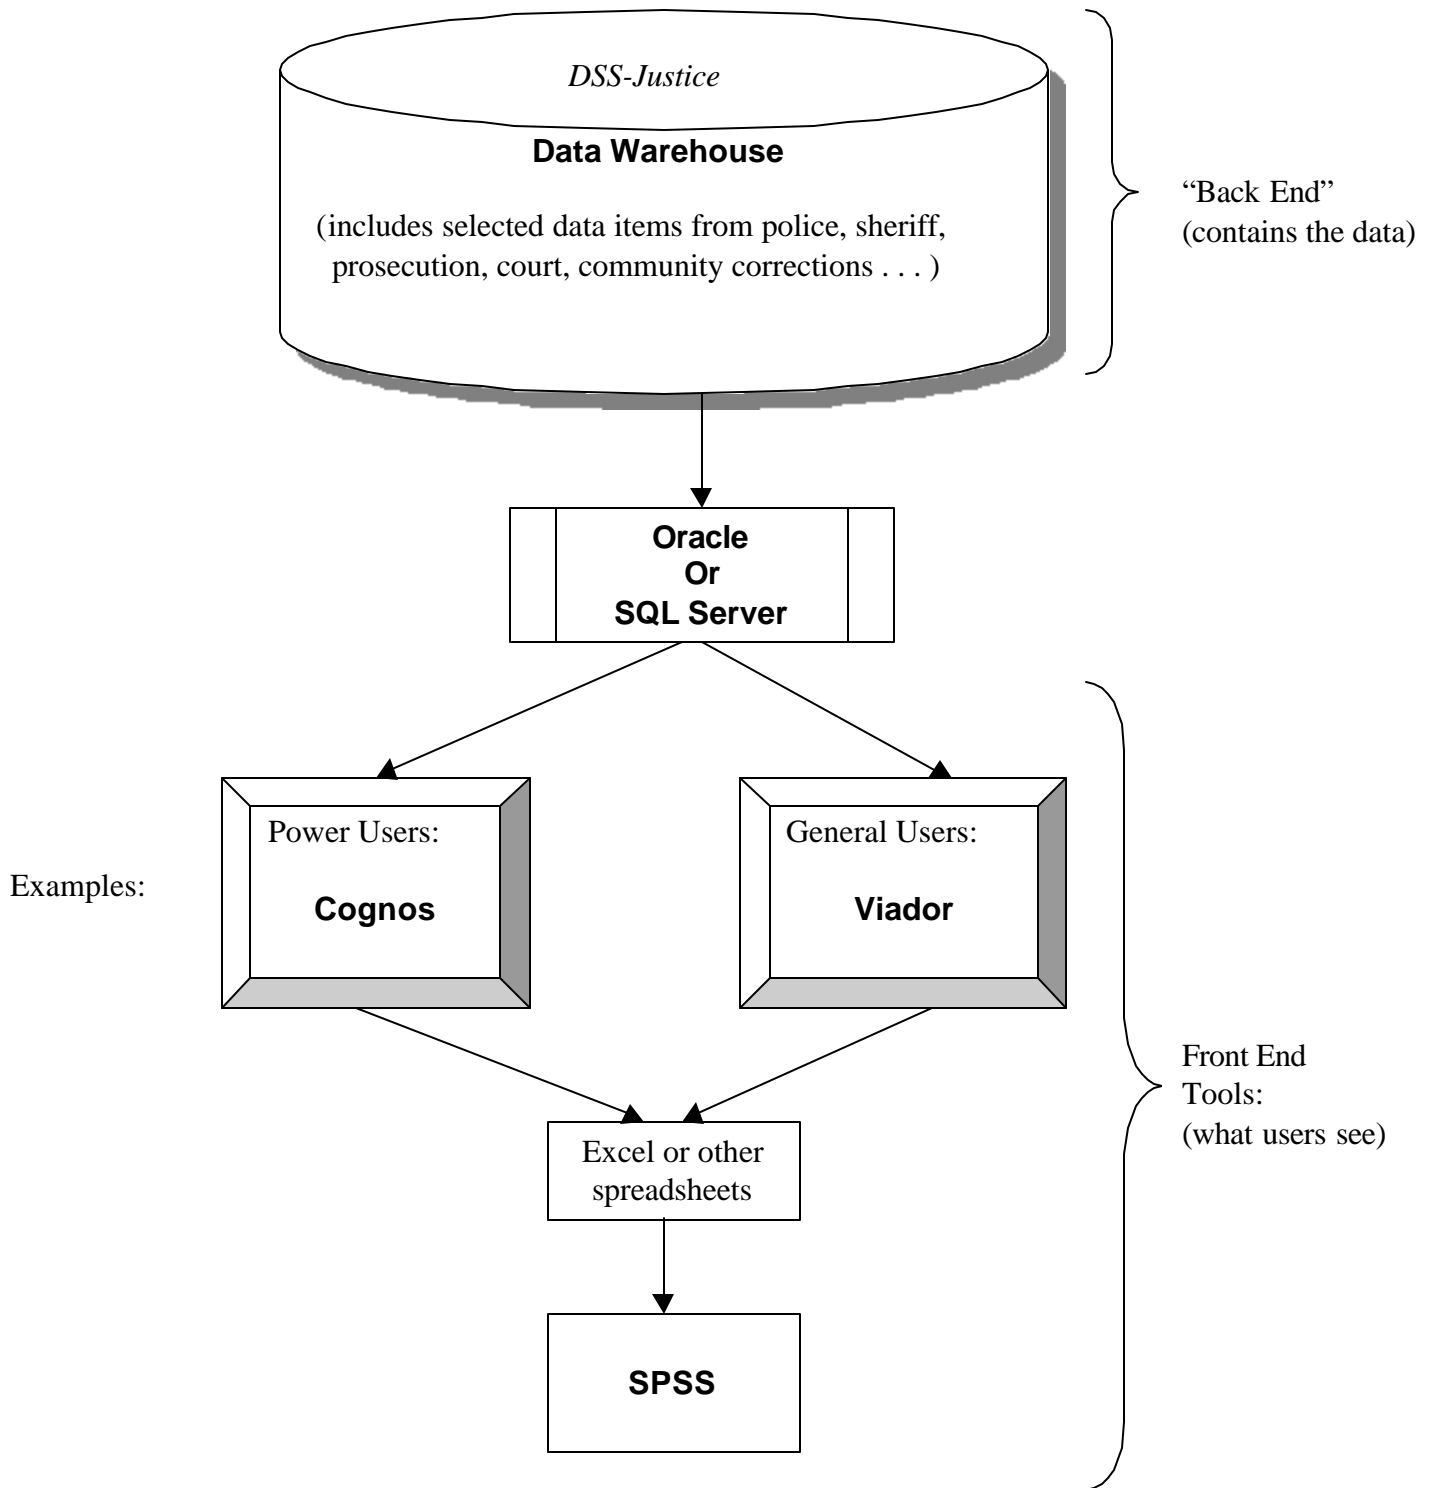 DSS-Justice
Data Warehouse
(includes selected data items from police, sheriff,
prosecution, court, community corrections . . . )
“Back End”
(contains the data)
Oracle
Or
SQL Server
Examples:
Power Users:
Cognos
General Users:
Viador
Front End
Tools:
(what users see)
Excel or other
spreadsheets
SPSS